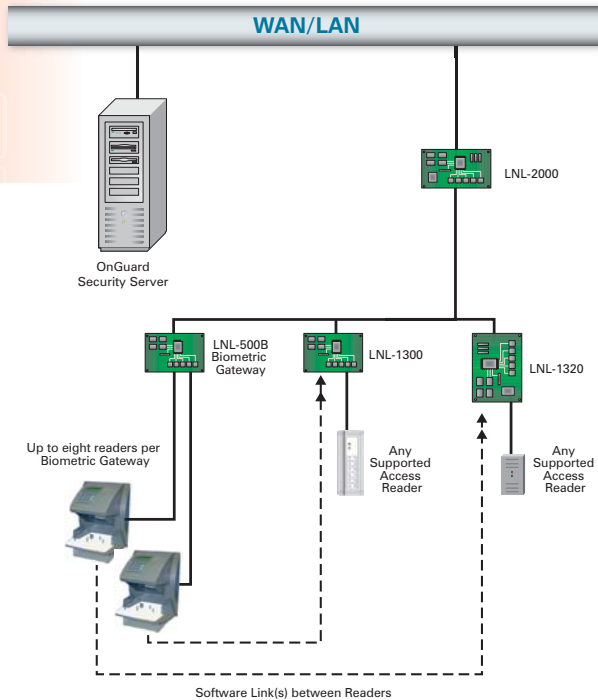 WAN/LAN
LNL-2000
OnGuard
Security Server
LNL-500B
Biometric
Gateway
LNL-1300
LNL-1320
Up to eight readers per
Biometric Gateway
Any
Supported
Access
Reader
Any
Supported
Access
Reader
Software Link(s) between Readers